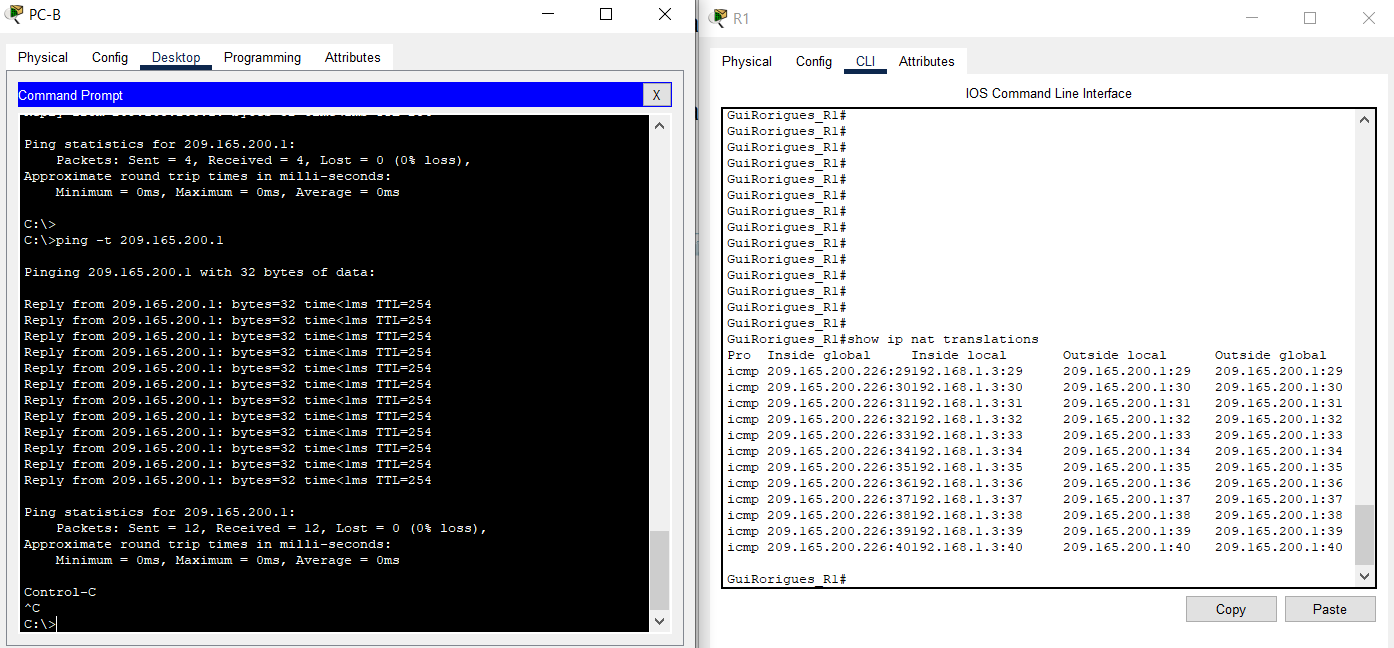 PC-B
Physical Config Desktop Programming Attributes
Command Prompt X
Ping statistics for 209.165.200.1:
    Packets: Sent = 4, Received = 4, Lost = 0 (0% loss),
Approximate round trip times in milli-seconds:
    Minimum = 0ms, Maximum = 0ms, Average = 0ms
C:\>
C:\>ping -t 209.165.200.1
Pinging 209.165.200.1 with 32 bytes of data:
Reply from 209.165.200.1: bytes=32 time<1ms TTL=254
Reply from 209.165.200.1: bytes=32 time<1ms TTL=254
Reply from 209.165.200.1: bytes=32 time<1ms TTL=254
Reply from 209.165.200.1: bytes=32 time<1ms TTL=254
Reply from 209.165.200.1: bytes=32 time<1ms TTL=254
Reply from 209.165.200.1: bytes=32 time<1ms TTL=254
Reply from 209.165.200.1: bytes=32 time<1ms TTL=254
Reply from 209.165.200.1: bytes=32 time<1ms TTL=254
Reply from 209.165.200.1: bytes=32 time<1ms TTL=254
Reply from 209.165.200.1: bytes=32 time<1ms TTL=254
Reply from 209.165.200.1: bytes=32 time<1ms TTL=254
Reply from 209.165.200.1: bytes=32 time<1ms TTL=254
Ping statistics for 209.165.200.1:
    Packets: Sent = 12, Received = 12, Lost = 0 (0% loss),
Approximate round trip times in milli-seconds:
    Minimum = 0ms, Maximum = 0ms, Average = 0ms
Control-C
^C
C:\>
R1
Physical Config CLI Attributes
IOS Command Line Interface
GuiRorigues_R1#
GuiRorigues_R1#
GuiRorigues_R1#
GuiRorigues_R1#
GuiRorigues_R1#
GuiRorigues_R1#
GuiRorigues_R1#
GuiRorigues_R1#
GuiRorigues_R1#
GuiRorigues_R1#
GuiRorigues_R1#
GuiRorigues_R1#
GuiRorigues_R1#
GuiRorigues_R1#
GuiRorigues_R1#show ip nat translations
Pro  Inside global     Inside local       Outside local      Outside global
icmp 209.165.200.226:29192.168.1.3:29     209.165.200.1:29   209.165.200.1:29
icmp 209.165.200.226:30192.168.1.3:30     209.165.200.1:30   209.165.200.1:30
icmp 209.165.200.226:31192.168.1.3:31     209.165.200.1:31   209.165.200.1:31
icmp 209.165.200.226:32192.168.1.3:32     209.165.200.1:32   209.165.200.1:32
icmp 209.165.200.226:33192.168.1.3:33     209.165.200.1:33   209.165.200.1:33
icmp 209.165.200.226:34192.168.1.3:34     209.165.200.1:34   209.165.200.1:34
icmp 209.165.200.226:35192.168.1.3:35     209.165.200.1:35   209.165.200.1:35
icmp 209.165.200.226:36192.168.1.3:36     209.165.200.1:36   209.165.200.1:36
icmp 209.165.200.226:37192.168.1.3:37     209.165.200.1:37   209.165.200.1:37
icmp 209.165.200.226:38192.168.1.3:38     209.165.200.1:38   209.165.200.1:38
icmp 209.165.200.226:39192.168.1.3:39     209.165.200.1:39   209.165.200.1:39
icmp 209.165.200.226:40192.168.1.3:40     209.165.200.1:40   209.165.200.1:40
GuiRorigues_R1#
Copy Paste